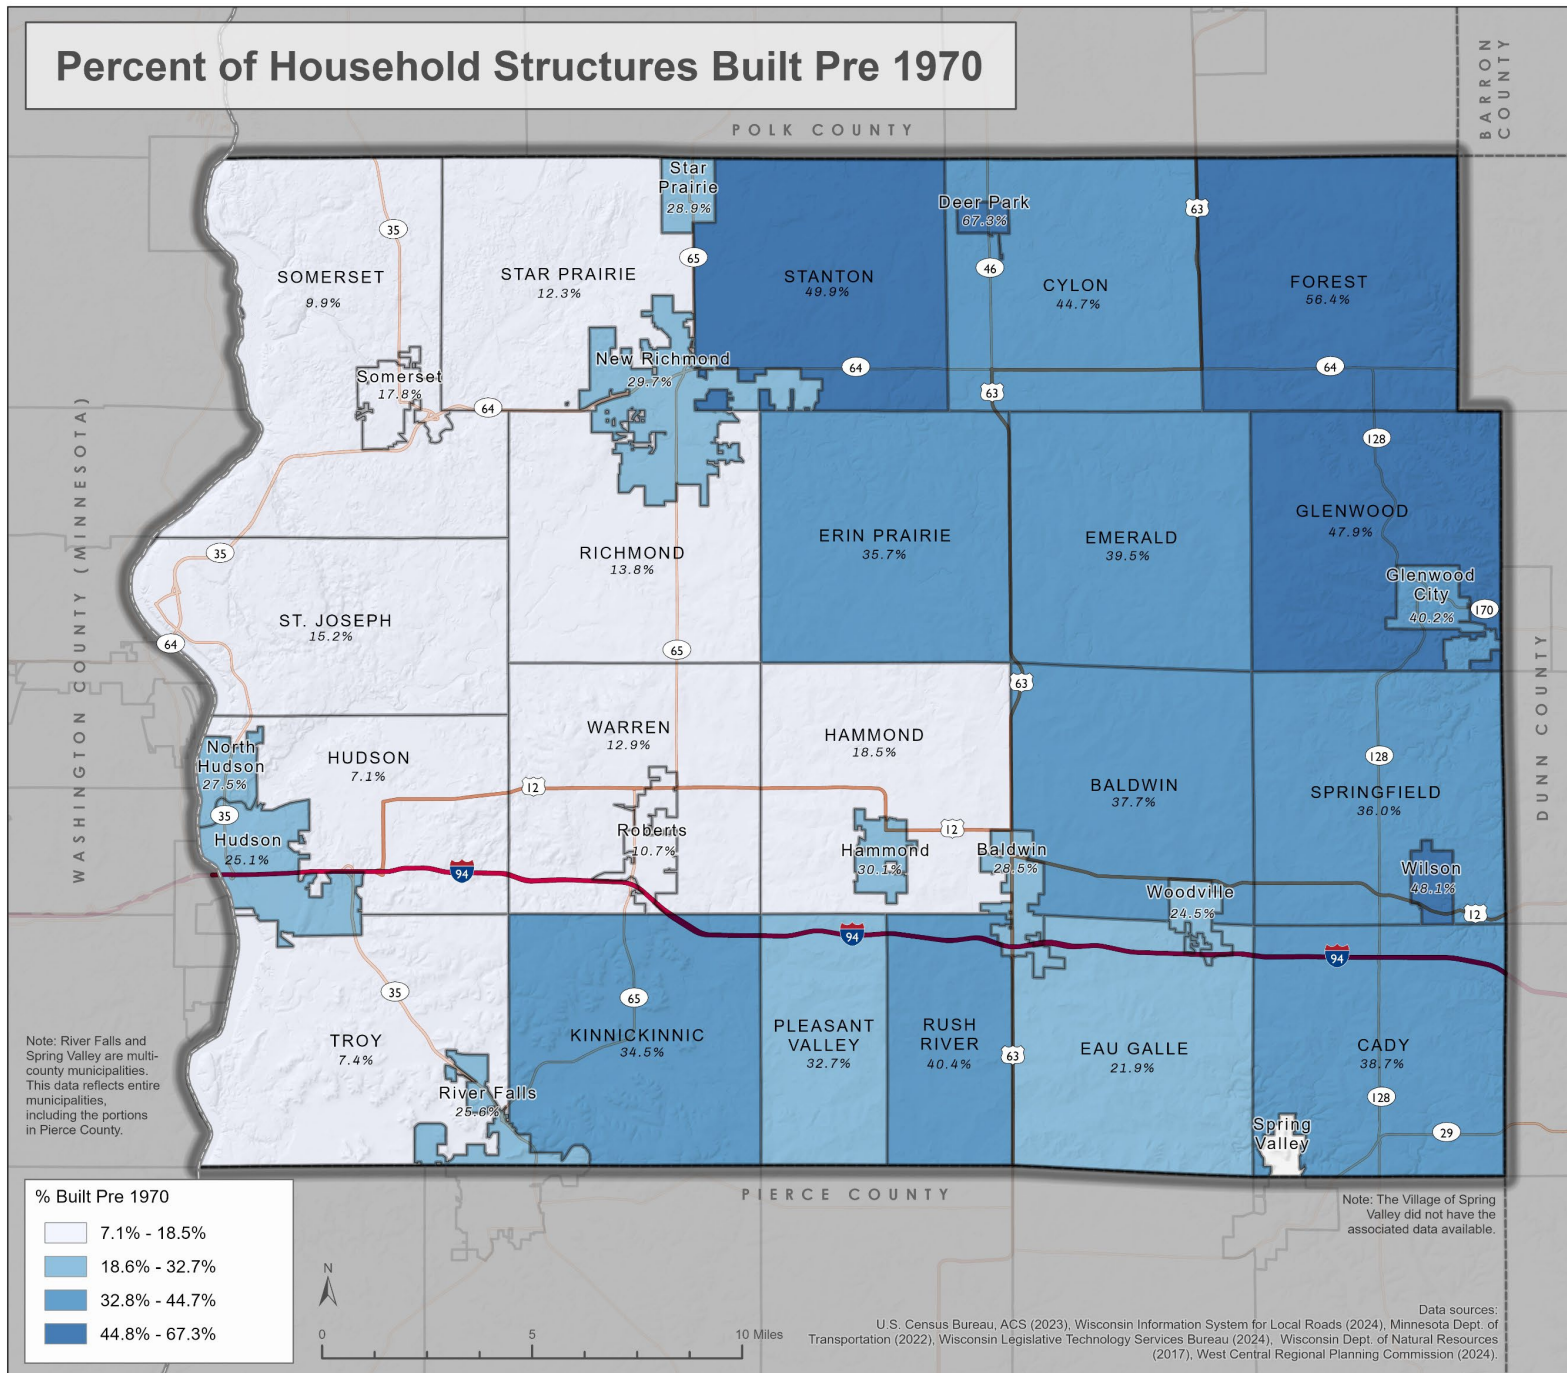 Percent of Household Structures Built Pre 1970
BARRON
COUNTY
POLK COUNTY
Star
Prairie
28.9%
Deer Park
67.3%
63
35
65
46
SOMERSET
9.9%
STAR PRAIRIE
12.3%
STANTON
49.9%
CYLON
44.7%
FOREST
56.4%
New Richmond
29.7%
64
64
Somerset
17.8%
64
63
128
WASHINGTON COUNTY (MINNESOTA)
35
RICHMOND
13.8%
ERIN PRAIRIE
35.7%
EMERALD
39.5%
GLENWOOD
47.9%
Glenwood
City
40.2%
170
ST. JOSEPH
15.2%
64
65
63
DUNN COUNTY
North
Hudson
27.5%
HUDSON
7.1%
WARREN
12.9%
HAMMOND
18.5%
128
BALDWIN
37.7%
SPRINGFIELD
36.0%
12
35
Hudson
25.1%
Roberts
10.7%
12
Hammond
30.1%
Baldwin
28.5%
Wilson
48.1%
94
Woodville
24.5%
12
94
94
35
65
KINNICKINNIC
34.5%
PLEASANT
VALLEY
32.7%
RUSH
RIVER
40.4%
63
EAU GALLE
21.9%
CADY
38.7%
TROY
7.4%
River Falls
25.6%
128
Spring
Valley
29
Note: River Falls and
Spring Valley are multi-
county municipalities.
This data reflects entire
municipalities,
including the portions
in Pierce County.
PIERCE COUNTY
Note: The Village of Spring
Valley did not have the
associated data available.
% Built Pre 1970
7.1% - 18.5%
18.6% - 32.7%
32.8% - 44.7%
44.8% - 67.3%
N
0 5 10 Miles
Data sources:
U.S. Census Bureau, ACS (2023), Wisconsin Information System for Local Roads (2024), Minnesota Dept. of
Transportation (2022), Wisconsin Legislative Technology Services Bureau (2024), Wisconsin Dept. of Natural Resources
(2017), West Central Regional Planning Commission (2024).